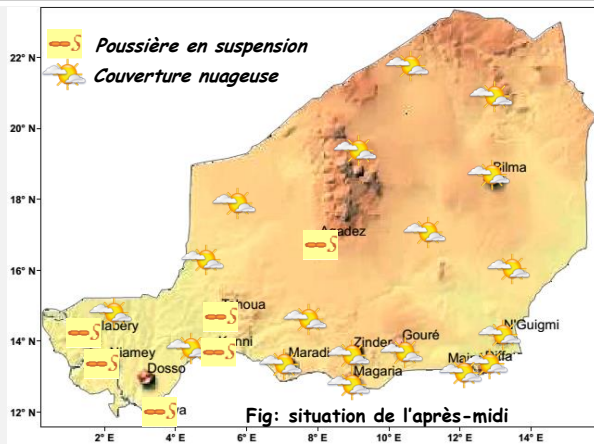 Poussière en suspension
Couverture nuageuse
22° N
20° N
18° N
16° N
14° N
12° N
Bilma
Agadez
Tahoua
N'Guigmi
Gouré
Zinder
Maradi
Magaria
Diffa
Dosso
Fig: situation de l'après-midi
2° E
4° E
6° E
8° E
10° E
12° E
14° E